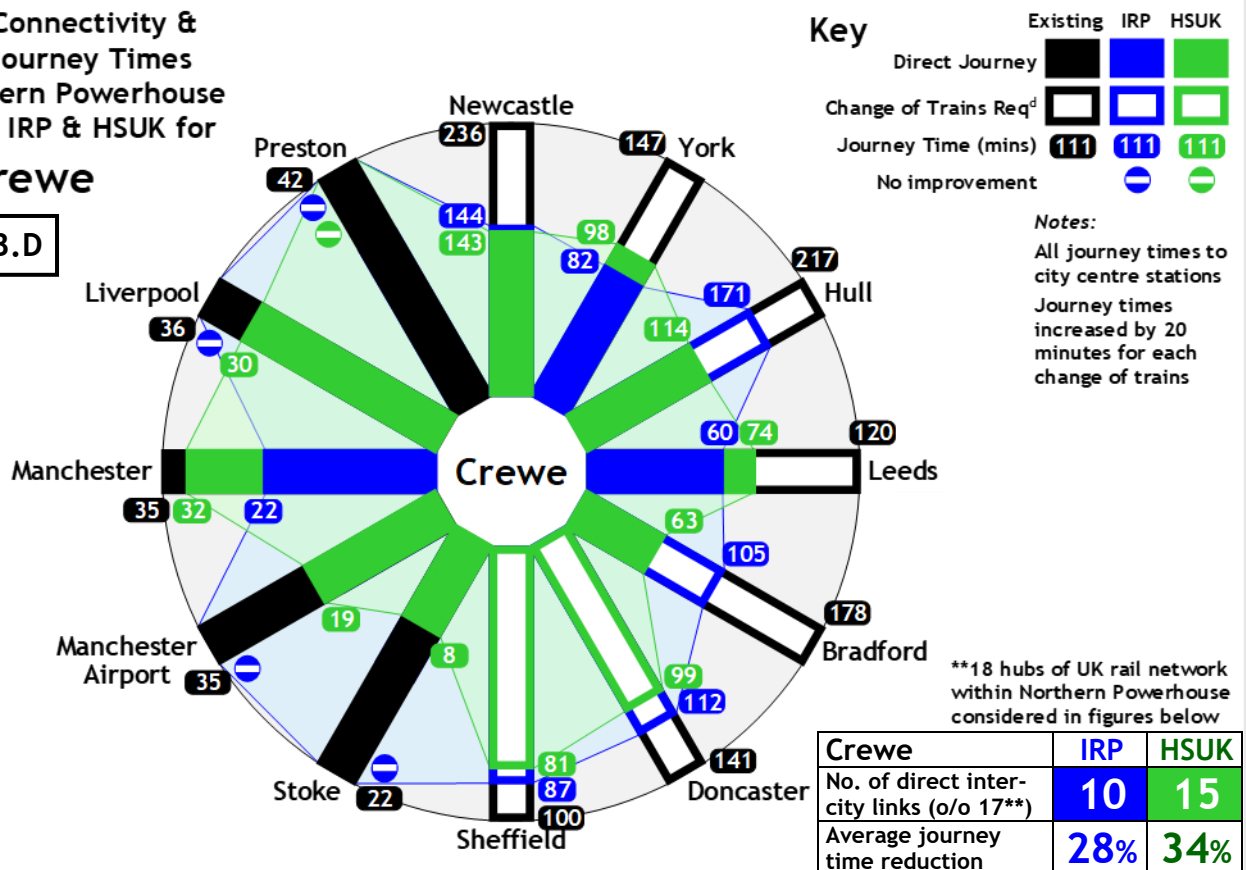 Connectivity &
ourney Times
ern Powerhouse
IRP & HSUK for
rewe
3.D
Key
Existing IRP HSUK
Direct Journey
Change of Trains Reqd
Journey Time (mins) 111 111 111
No improvement
Notes:
All journey times to
city centre stations
Journey times
increased by 20
minutes for each
change of trains
Newcastle
236
144
143
York
147
98
82
Hull
217
171
114
Leeds
120
60 74
Bradford
178
105
63
Doncaster
141
112
99
Sheffield
100
87
81
Stoke
22
8
Manchester
Airport
35
19
Manchester
35 32 22
Liverpool
36
30
Preston
42
Crewe
**18 hubs of UK rail network
within Northern Powerhouse
considered in figures below
Crewe IRP HSUK
No. of direct inter-
city links (o/o 17**) 10 15
Average journey
time reduction 28% 34%